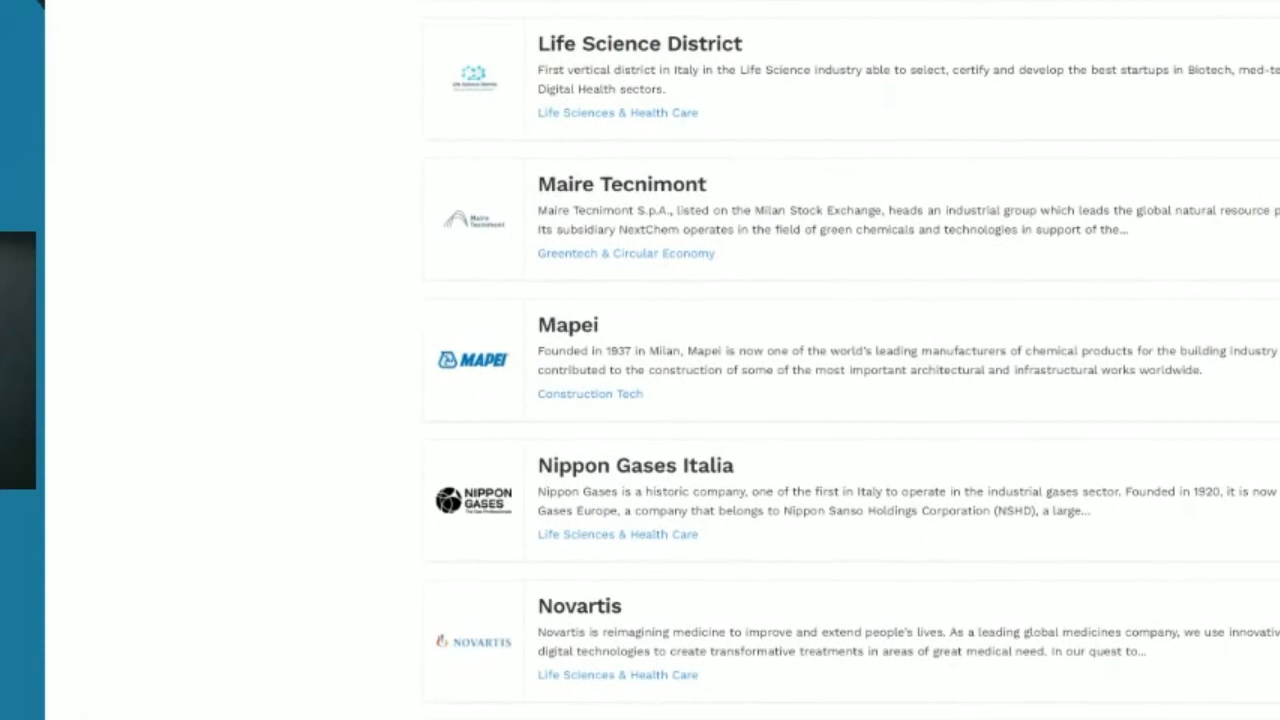 Life Science District
First vertical district in Italy in the Life Science industry able to select, certify and develop the best startups in Biotech, med-te
Digital Health sectors.
Life Sciences & Health Care
Maire Tecnimont
Maire
Tecnimont
Maire Tecnimont S.p.A., listed on the Milan Stock Exchange, heads an industrial group which leads the global natural resource p
Its subsidiary NextChem operates in the field of green chemicals and technologies in support of the...
Greentech & Circular Economy
Mapei
MAPEI
Founded in 1937 in Milan, Mapei is now one of the world's leading manufacturers of chemical products for the building industry
contributed to the construction of some of the most important architectural and infrastructural works worldwide.
Construction Tech
Nippon Gases Italia
NIPPON
GASES
The Gas Professionals
Nippon Gases is a historic company, one of the first in Italy to operate in the industrial gases sector. Founded in 1920, it is now
Gases Europe, a company that belongs to Nippon Sanso Holdings Corporation (NSHD), a large...
Life Sciences & Health Care
Novartis
NOVARTIS
Novartis is reimagining medicine to improve and extend people's lives. As a leading global medicines company, we use innovativ
digital technologies to create transformative treatments in areas of great medical need. In our quest to...
Life Sciences & Health Care